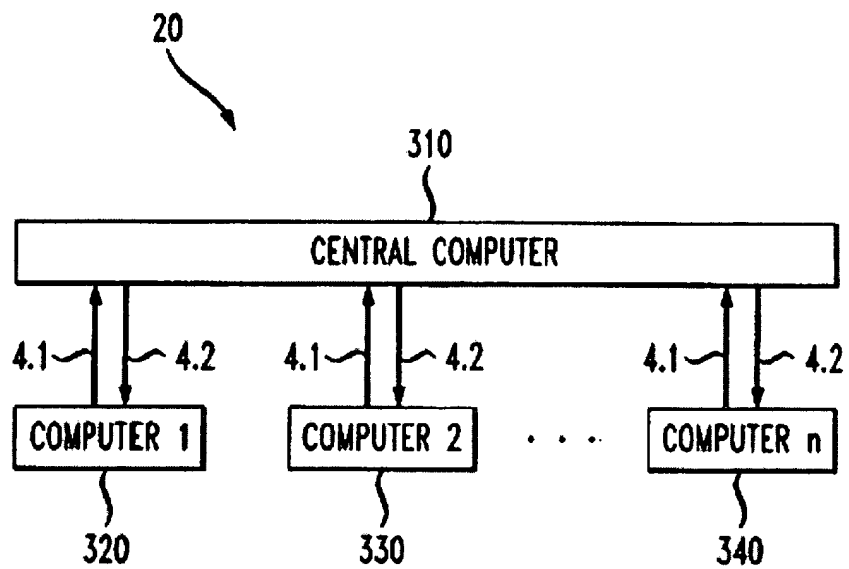 20
310
CENTRAL COMPUTER
4.1 4.2 4.1 4.2 4.1 4.2
COMPUTER 1 COMPUTER 2 . . . COMPUTER n
320 330 340